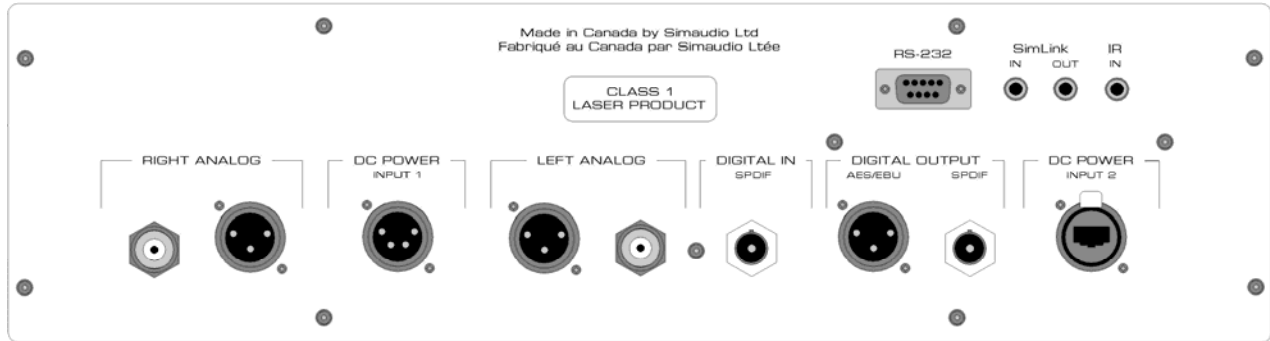 Made in Canada by Simaudio Ltd
Fabriqué au Canada par Simaudio Ltée
CLASS 1
LASER PRODUCT
RS-232
SimLink
IN
OUT
IR
IN
RIGHT ANALOG
DC POWER
INPUT 1
LEFT ANALOG
DIGITAL IN
SPDIF
DIGITAL OUTPUT
AES/EBU
SPDIF
DC POWER
INPUT 2